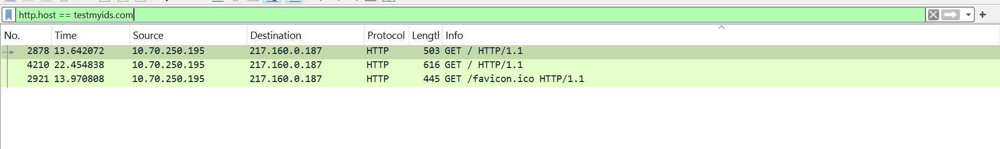 http.host == testmyids.com
No. Time Source Destination Protocol Lengtl Info
2878 13.642072 10.70.250.195 217.160.0.187 HTTP 503 GET / HTTP/1.1
4210 22.454838 10.70.250.195 217.160.0.187 HTTP 616 GET / HTTP/1.1
2921 13.970808 10.70.250.195 217.160.0.187 HTTP 445 GET /favicon.ico HTTP/1.1